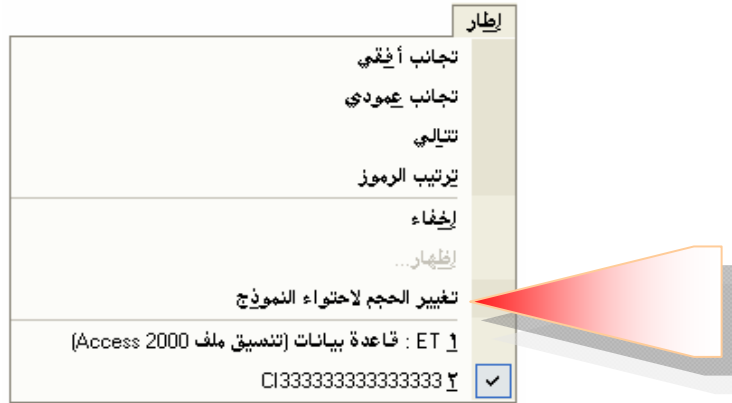 إطار
تجانب أفقي
تجانب عمودي
تتالي
ترتيب الرموز
إخفاء
إظهار...
تغيير الحجم لاحتواء النموذج
١ ET : قاعدة بيانات (تنسيق ملف Access 2000)
٢ CI333333333333333